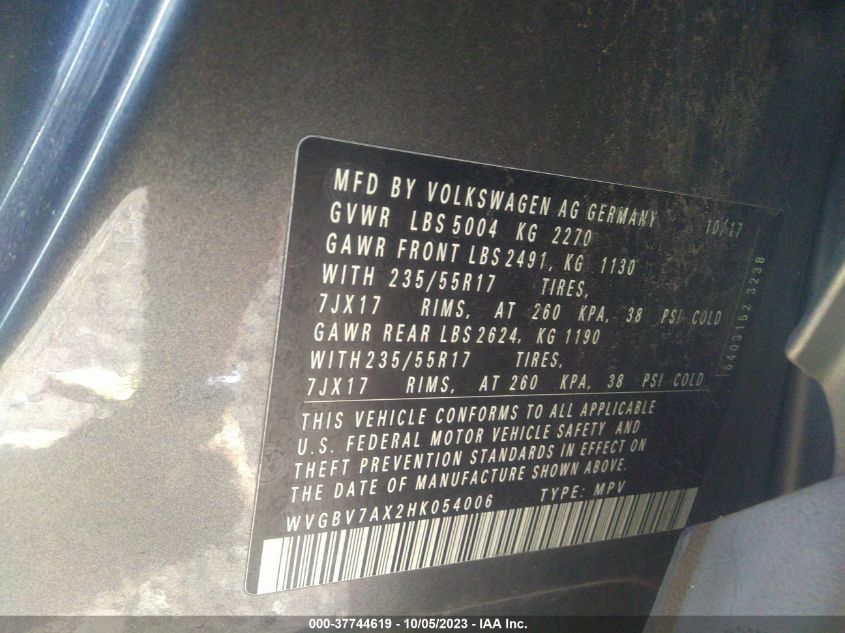 MFD BY VOLKSWAGEN AG GERMANY 10/17
GVWR LBS 5004 KG 2270
GAWR FRONT LBS 2491, KG 1130
WITH 235/55R17 TIRES,
7JX17 RIMS, AT 260 KPA, 38 PSI COLD
GAWR REAR LBS 2624, KG 1190
WITH 235/55R17 TIRES,
7JX17 RIMS, AT 260 KPA, 38 PSI COLD
THIS VEHICLE CONFORMS TO ALL APPLICABLE
U.S. FEDERAL MOTOR VEHICLE SAFETY AND
THEFT PREVENTION STANDARDS IN EFFECT ON
THE DATE OF MANUFACTURE SHOWN ABOVE.
WVGBV7AX2HK054006 TYPE: MPV
6403152 3238
000-37744619 - 10/05/2023 - IAA Inc.